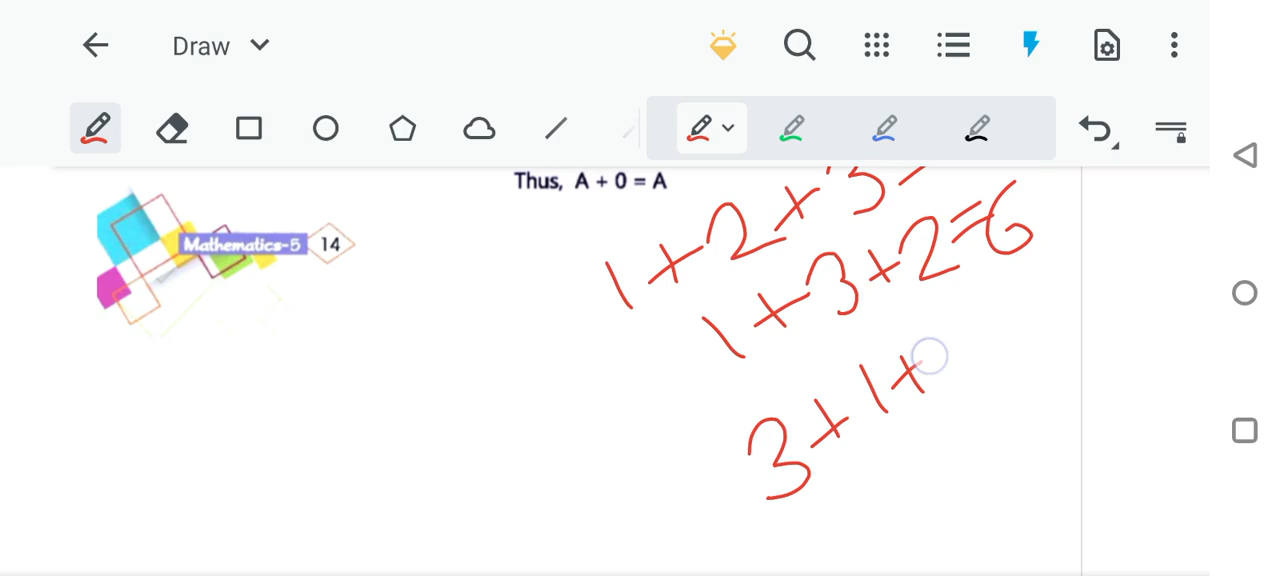 Draw
Thus, A + 0 = A
Mathematics-5 14
1+2+3=
1+3+2=6
3+1+